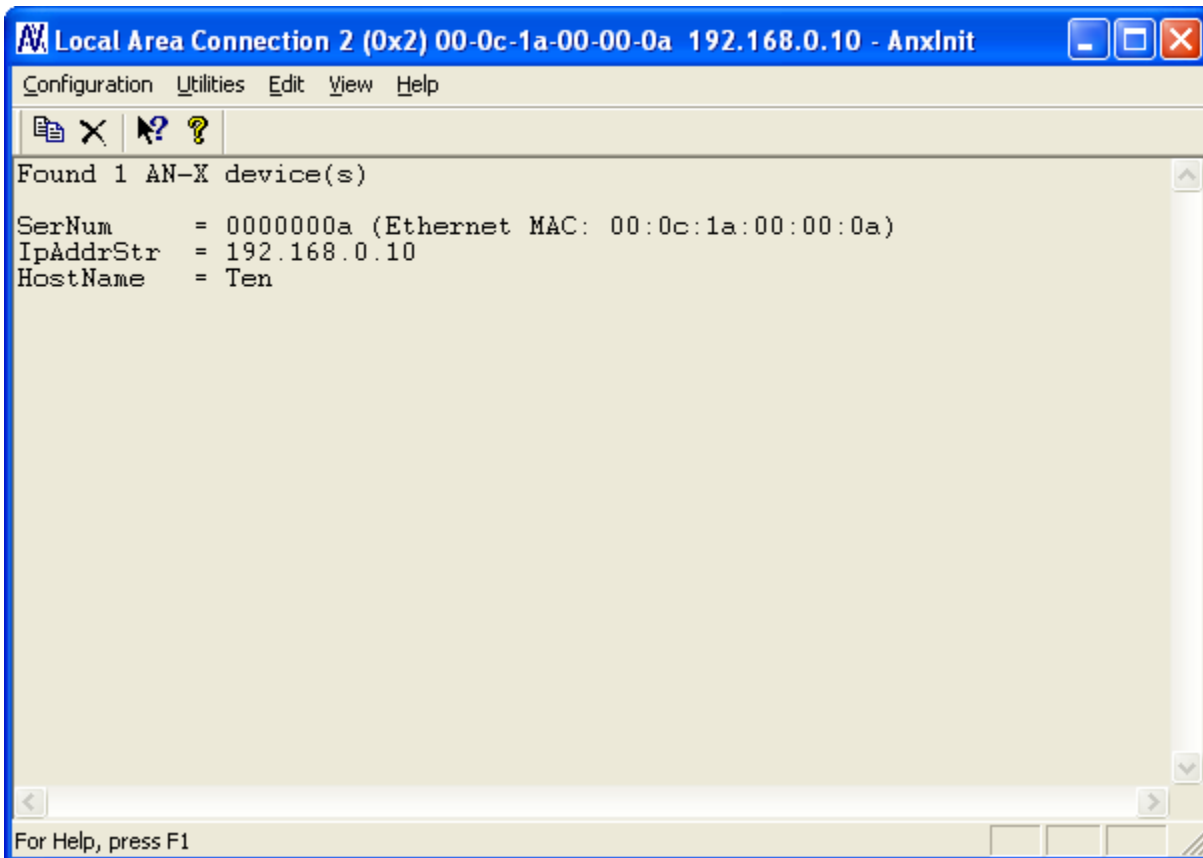 AX Local Area Connection 2 (0x2) 00-0c-1a-00-00-0a 192.168.0.10 - AnxInit
Configuration Utilities Edit View Help
Found 1 AN-X device(s)
SerNum = 0000000a (Ethernet MAC: 00:0c:1a:00:00:0a)
IpAddrStr = 192.168.0.10
HostName = Ten
For Help, press F1